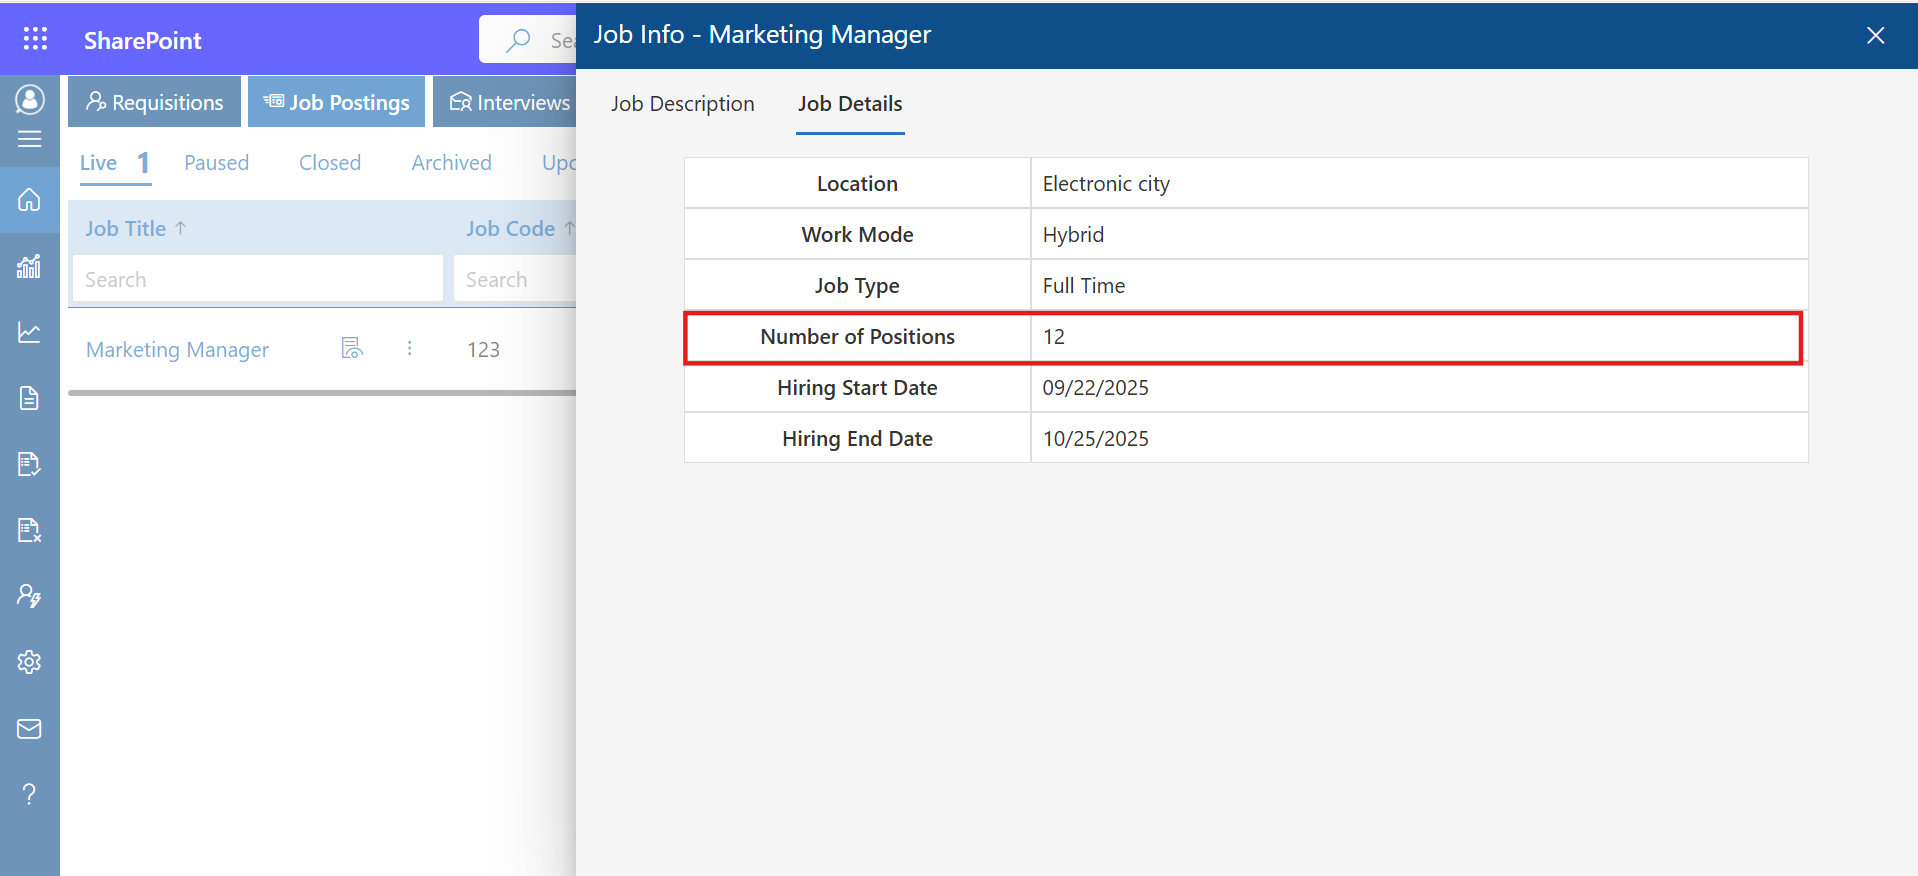 SharePoint
Job Info - Marketing Manager
Requisitions
Job Postings
Interviews
Job Description
Job Details
Live 1
Paused
Closed
Archived
Job Title ↑
Job Code ↑
Search
Search
Marketing Manager
123
Location Electronic city
Work Mode Hybrid
Job Type Full Time
Number of Positions 12
Hiring Start Date 09/22/2025
Hiring End Date 10/25/2025